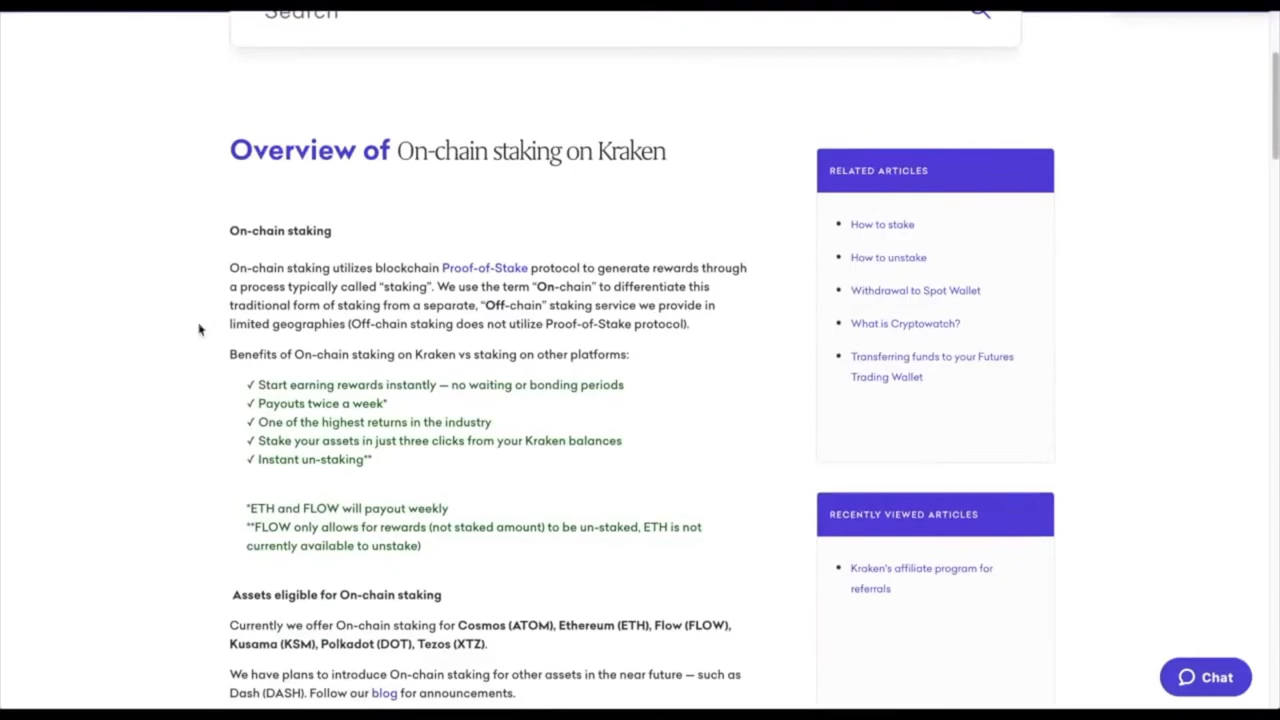 Search
Overview of On-chain staking on Kraken
On-chain staking
On-chain staking utilizes blockchain Proof-of-Stake protocol to generate rewards through
a process typically called “staking”. We use the term “On-chain” to differentiate this
traditional form of staking from a separate, “Off-chain” staking service we provide in
limited geographies (Off-chain staking does not utilize Proof-of-Stake protocol).
Benefits of On-chain staking on Kraken vs staking on other platforms:
✓ Start earning rewards instantly — no waiting or bonding periods
✓ Payouts twice a week*
✓ One of the highest returns in the industry
✓ Stake your assets in just three clicks from your Kraken balances
✓ Instant un-staking**
*ETH and FLOW will payout weekly
**FLOW only allows for rewards (not staked amount) to be un-staked, ETH is not
currently available to unstake)
Assets eligible for On-chain staking
Currently we offer On-chain staking for Cosmos (ATOM), Ethereum (ETH), Flow (FLOW),
Kusama (KSM), Polkadot (DOT), Tezos (XTZ).
We have plans to introduce On-chain staking for other assets in the near future — such as
Dash (DASH). Follow our blog for announcements.
RELATED ARTICLES
• How to stake
• How to unstake
• Withdrawal to Spot Wallet
• What is Cryptowatch?
• Transferring funds to your Futures
Trading Wallet
RECENTLY VIEWED ARTICLES
• Kraken's affiliate program for
referrals
Chat